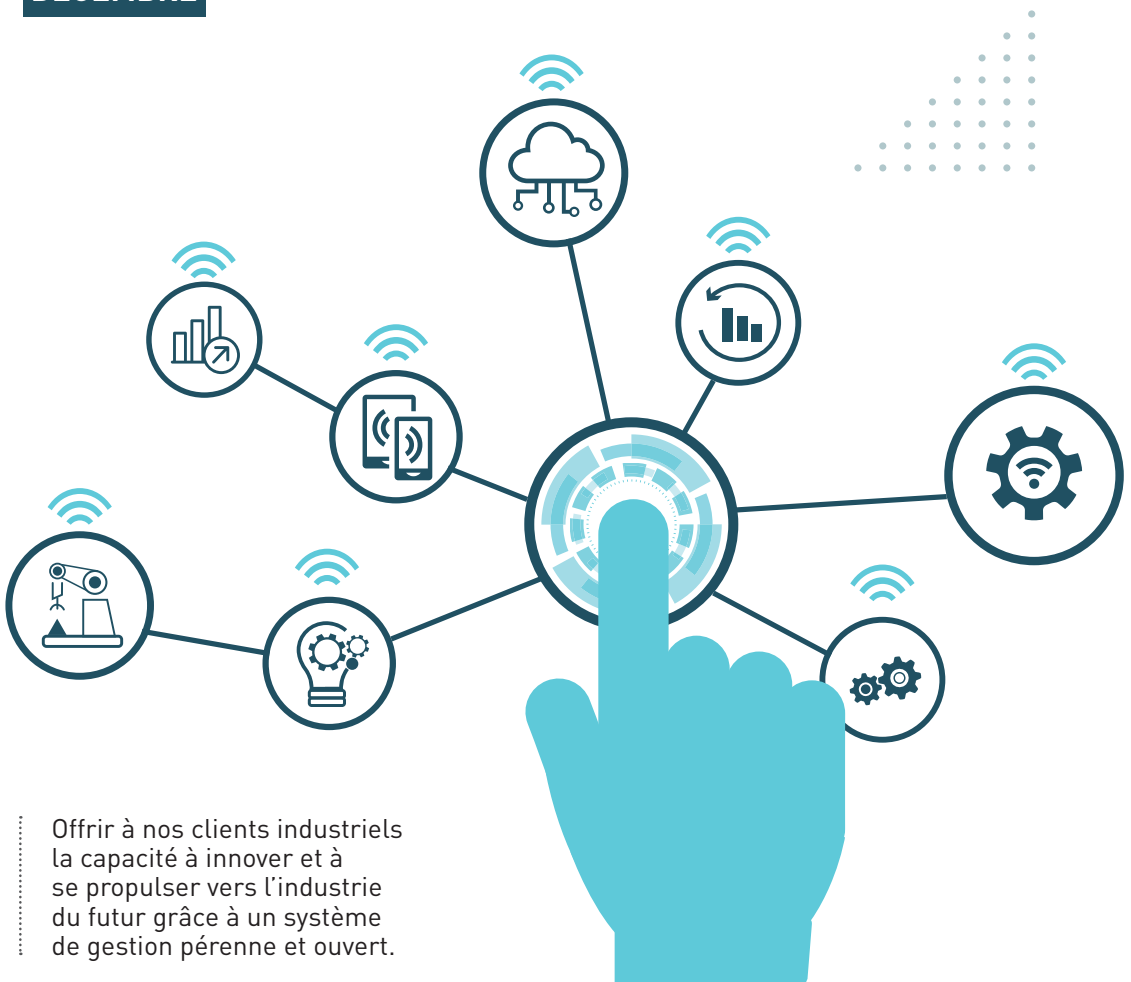 DÉCEMBRE
Offrir à nos clients industriels
la capacité à innover et à
se propulser vers l'industrie
du futur grâce à un système
de gestion pérenne et ouvert.